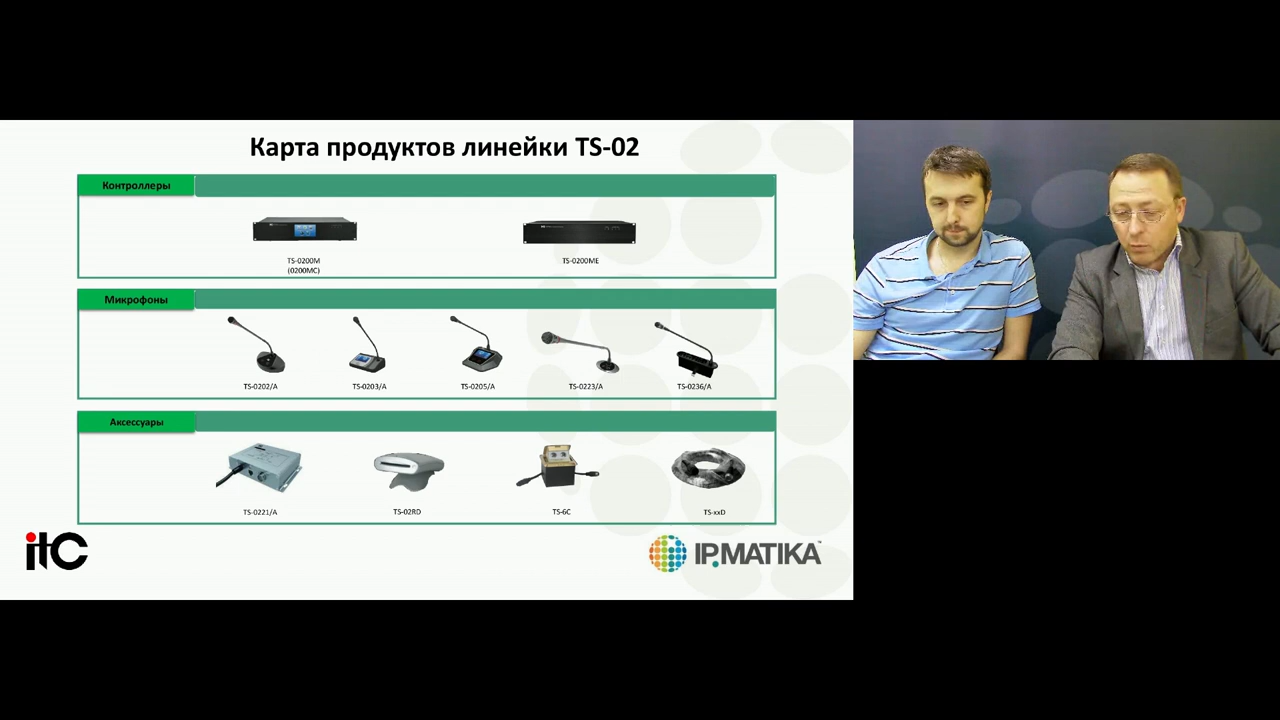 Карта продуктов линейки TS-02
Контроллеры
TS-0200M
(0200MC)
TS-0200ME
Микрофоны
TS-0202/A
TS-0203/A
TS-0205/A
TS-0223/A
TS-0236/A
Аксессуары
TS-0221/A
TS-02RD
TS-6C
TS-xxD
itC
IP.MATIKA™